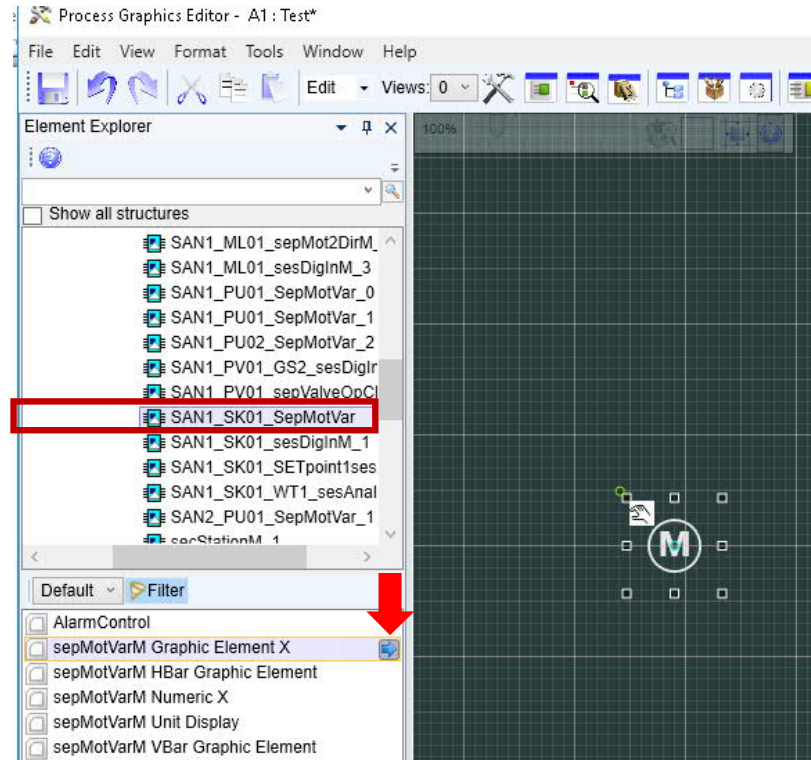 Process Graphics Editor - A1 : Test*
File Edit View Format Tools Window Help
Edit Views: 0
Element Explorer
100%
Show all structures
SAN1_ML01_sepMot2DirM_
SAN1_ML01_sesDigInM_3
SAN1_PU01_SepMotVar_0
SAN1_PU01_SepMotVar_1
SAN1_PU02_SepMotVar_2
SAN1_PV01_GS2_sesDigIr
SAN1_PV01_sepValveOpCl
SAN1_SK01_SepMotVar
SAN1_SK01_sesDigInM_1
SAN1_SK01_SETpoint1ses
SAN1_SK01_WT1_sesAnal
SAN2_PU01_SepMotVar_1
secStationM_1
M
Default Filter
AlarmControl
sepMotVarM Graphic Element X
sepMotVarM HBar Graphic Element
sepMotVarM Numeric X
sepMotVarM Unit Display
sepMotVarM VBar Graphic Element